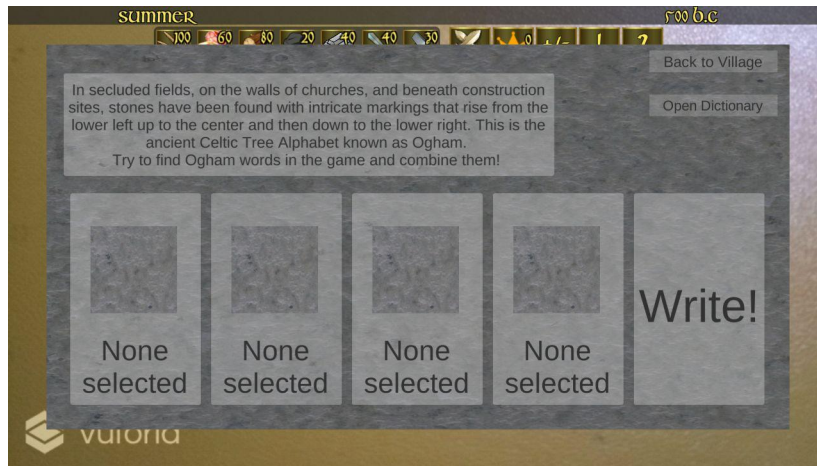 summer
500 b.c
100 60 80 20 40 40 30 0 +/- 1 2
Back to Village
Open Dictionary
In secluded fields, on the walls of churches, and beneath construction
sites, stones have been found with intricate markings that rise from the
lower left up to the center and then down to the lower right. This is the
ancient Celtic Tree Alphabet known as Ogham.
Try to find Ogham words in the game and combine them!
None
selected
None
selected
None
selected
None
selected
Write!
vuforia